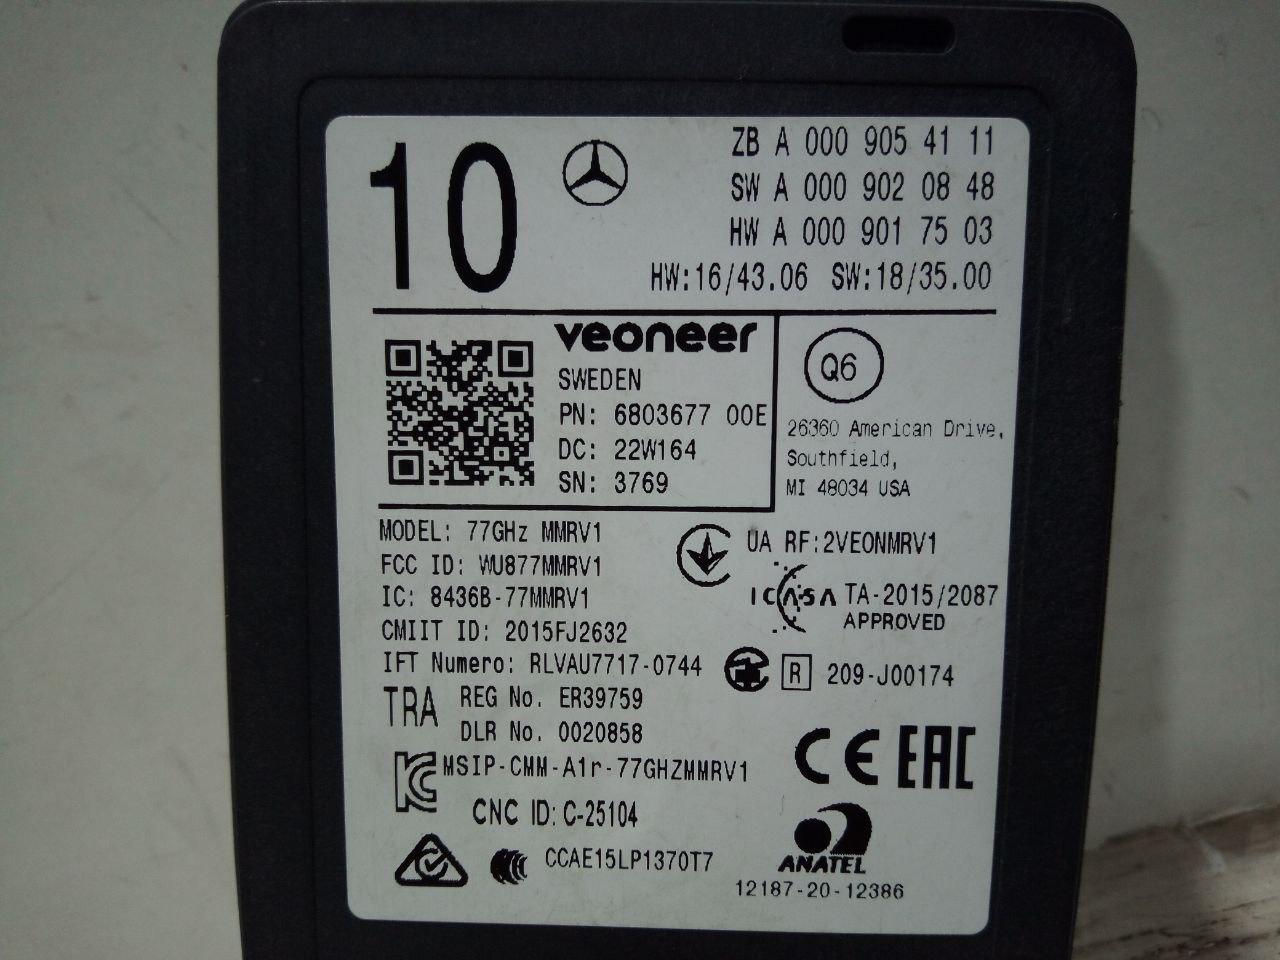 10
ZB A 000 905 41 11
SW A 000 902 08 48
HW A 000 901 75 03
HW:16/43.06 SW:18/35.00
veoneer
SWEDEN
PN: 6803677 00E
DC: 22W164
SN: 3769
Q6
26360 American Drive,
Southfield,
MI 48034 USA
MODEL: 77GHz MMRV1
FCC ID: WU877MMRV1
IC: 8436B-77MMRV1
CMIIT ID: 2015FJ2632
IFT Numero: RLVAU7717-0744
TRA
REG No. ER39759
DLR No. 0020858
MSIP-CMM-A1r-77GHZMMRV1
CNC ID: C-25104
CCAE15LP1370T7
UA RF:2VEONMRV1
ICASA TA-2015/2087
APPROVED
R 209-J00174
CE EAC
ANATEL
12187-20-12386